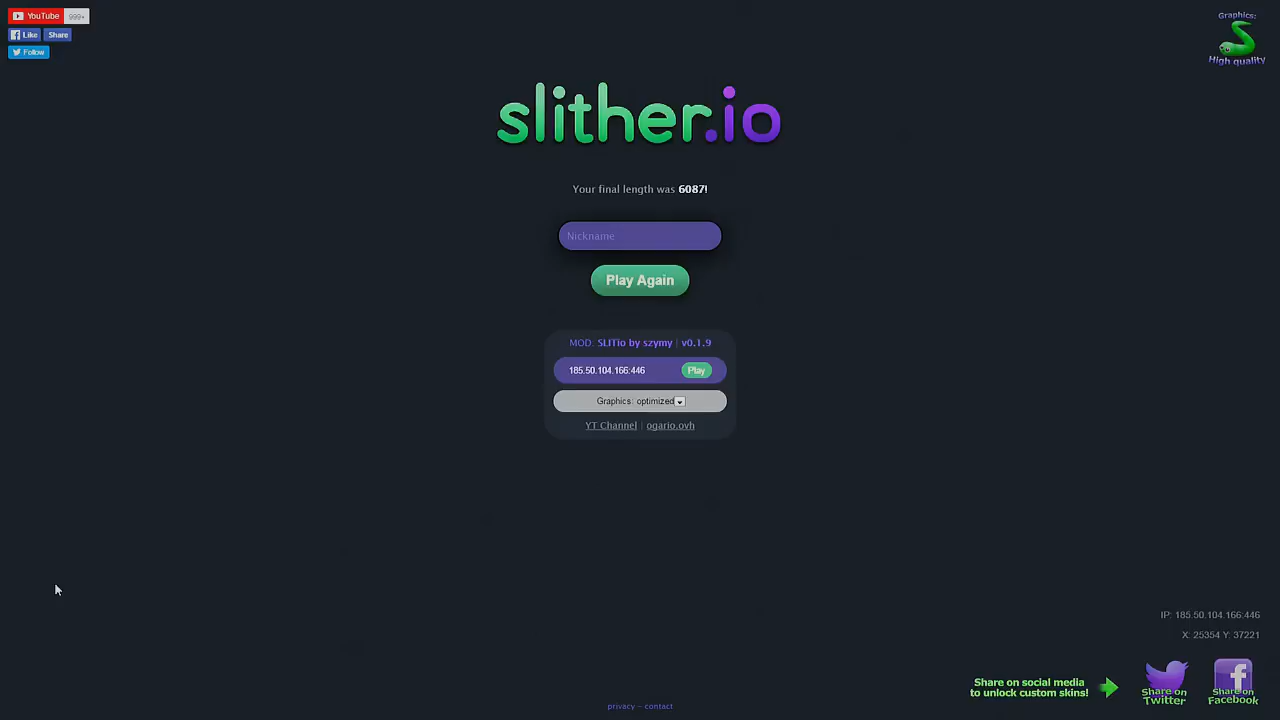 YouTube 999+
Like Share
Follow
Graphics:
High quality
slither.io
Your final length was 6087!
Nickname
Play Again
MOD: SLITio by szymy | v0.1.9
185.50.104.166:446 Play
Graphics: optimized
YT Channel | ogario.ovh
IP: 185.50.104.166:446
X: 25354 Y: 37221
Share on social media
to unlock custom skins!
Share on
Twitter
Share on
Facebook
privacy – contact